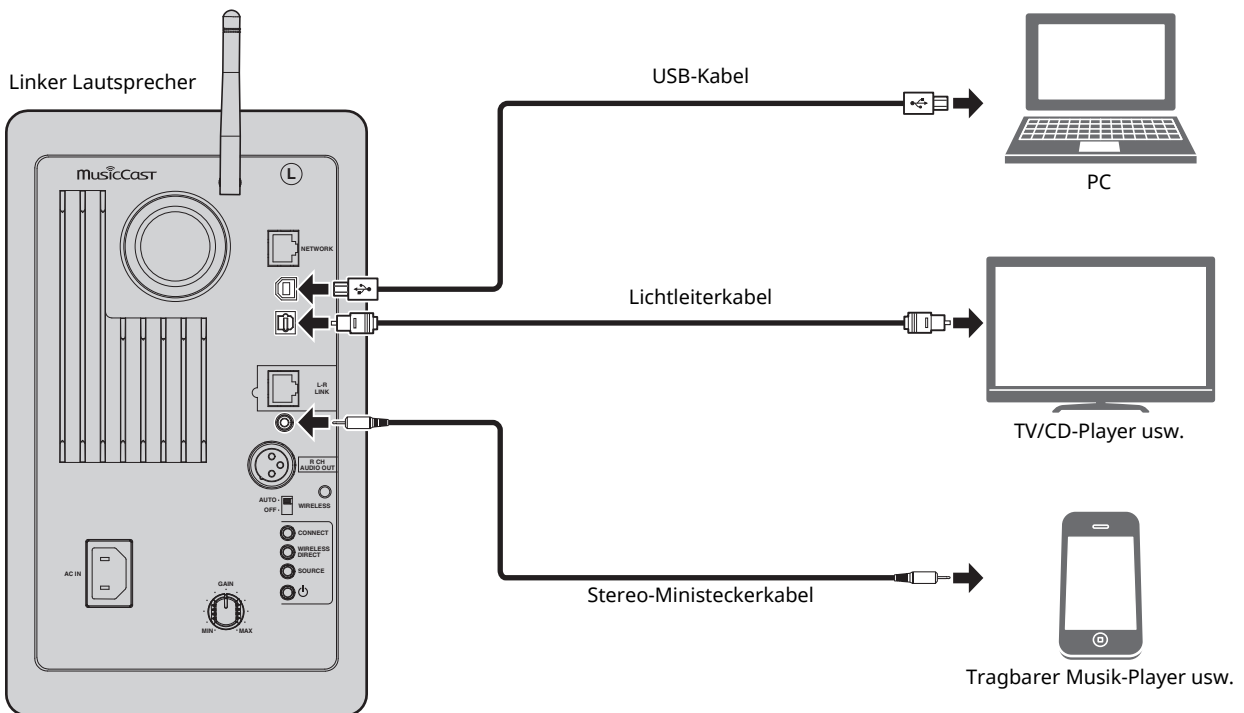 Linker Lautsprecher
USB-Kabel
MusicCast
L
PC
NETWORK
Lichtleiterkabel
L-R
LINK
TV/CD-Player usw.
R CH
AUDIO OUT
AUTO
OFF
WIRELESS
CONNECT
WIRELESS
DIRECT
SOURCE
AC IN
GAIN
MIN
MAX
Stereo-Ministeckerkabel
Tragbarer Musik-Player usw.